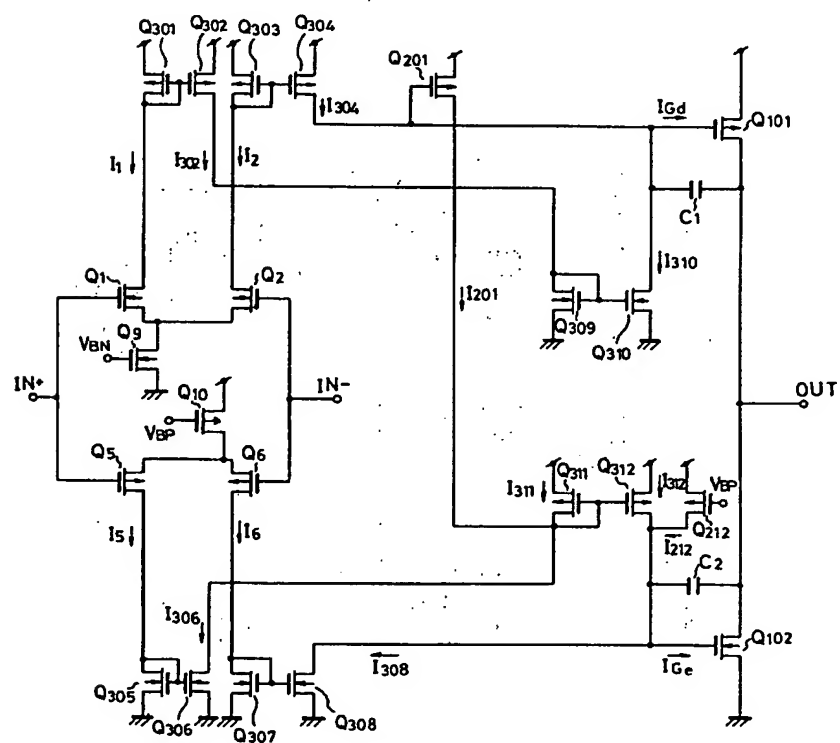 Q301
Q302
Q303
Q304
Q201
I304
IGd
Q101
I1
I302
I2
C1
Q1
Q2
I201
I310
Q309
Q310
VBN
Q9
IN+
Q10
IN-
OUT
VBP
Q5
Q6
I311
Q311
Q312
I312
VBP
Q212
I212
I5
I6
C2
I306
I308
IGe
Q102
Q305
Q306
Q307
Q308